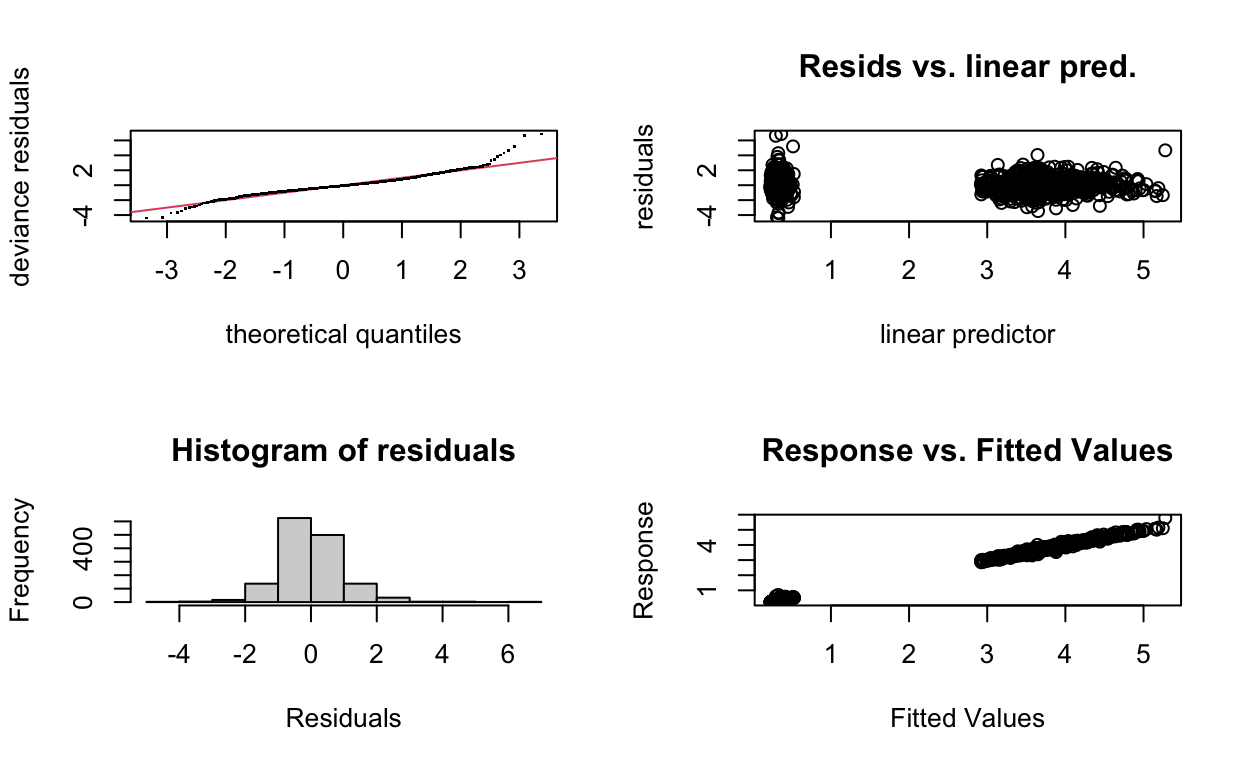 deviance residuals
2
-4
-3 -2 -1 0 1 2 3
theoretical quantiles
Resids vs. linear pred.
residuals
2
-4
1 2 3 4 5
linear predictor
Histogram of residuals
Frequency
400
0
-4 -2 0 2 4 6
Residuals
Response vs. Fitted Values
Response
4
1
1 2 3 4 5
Fitted Values